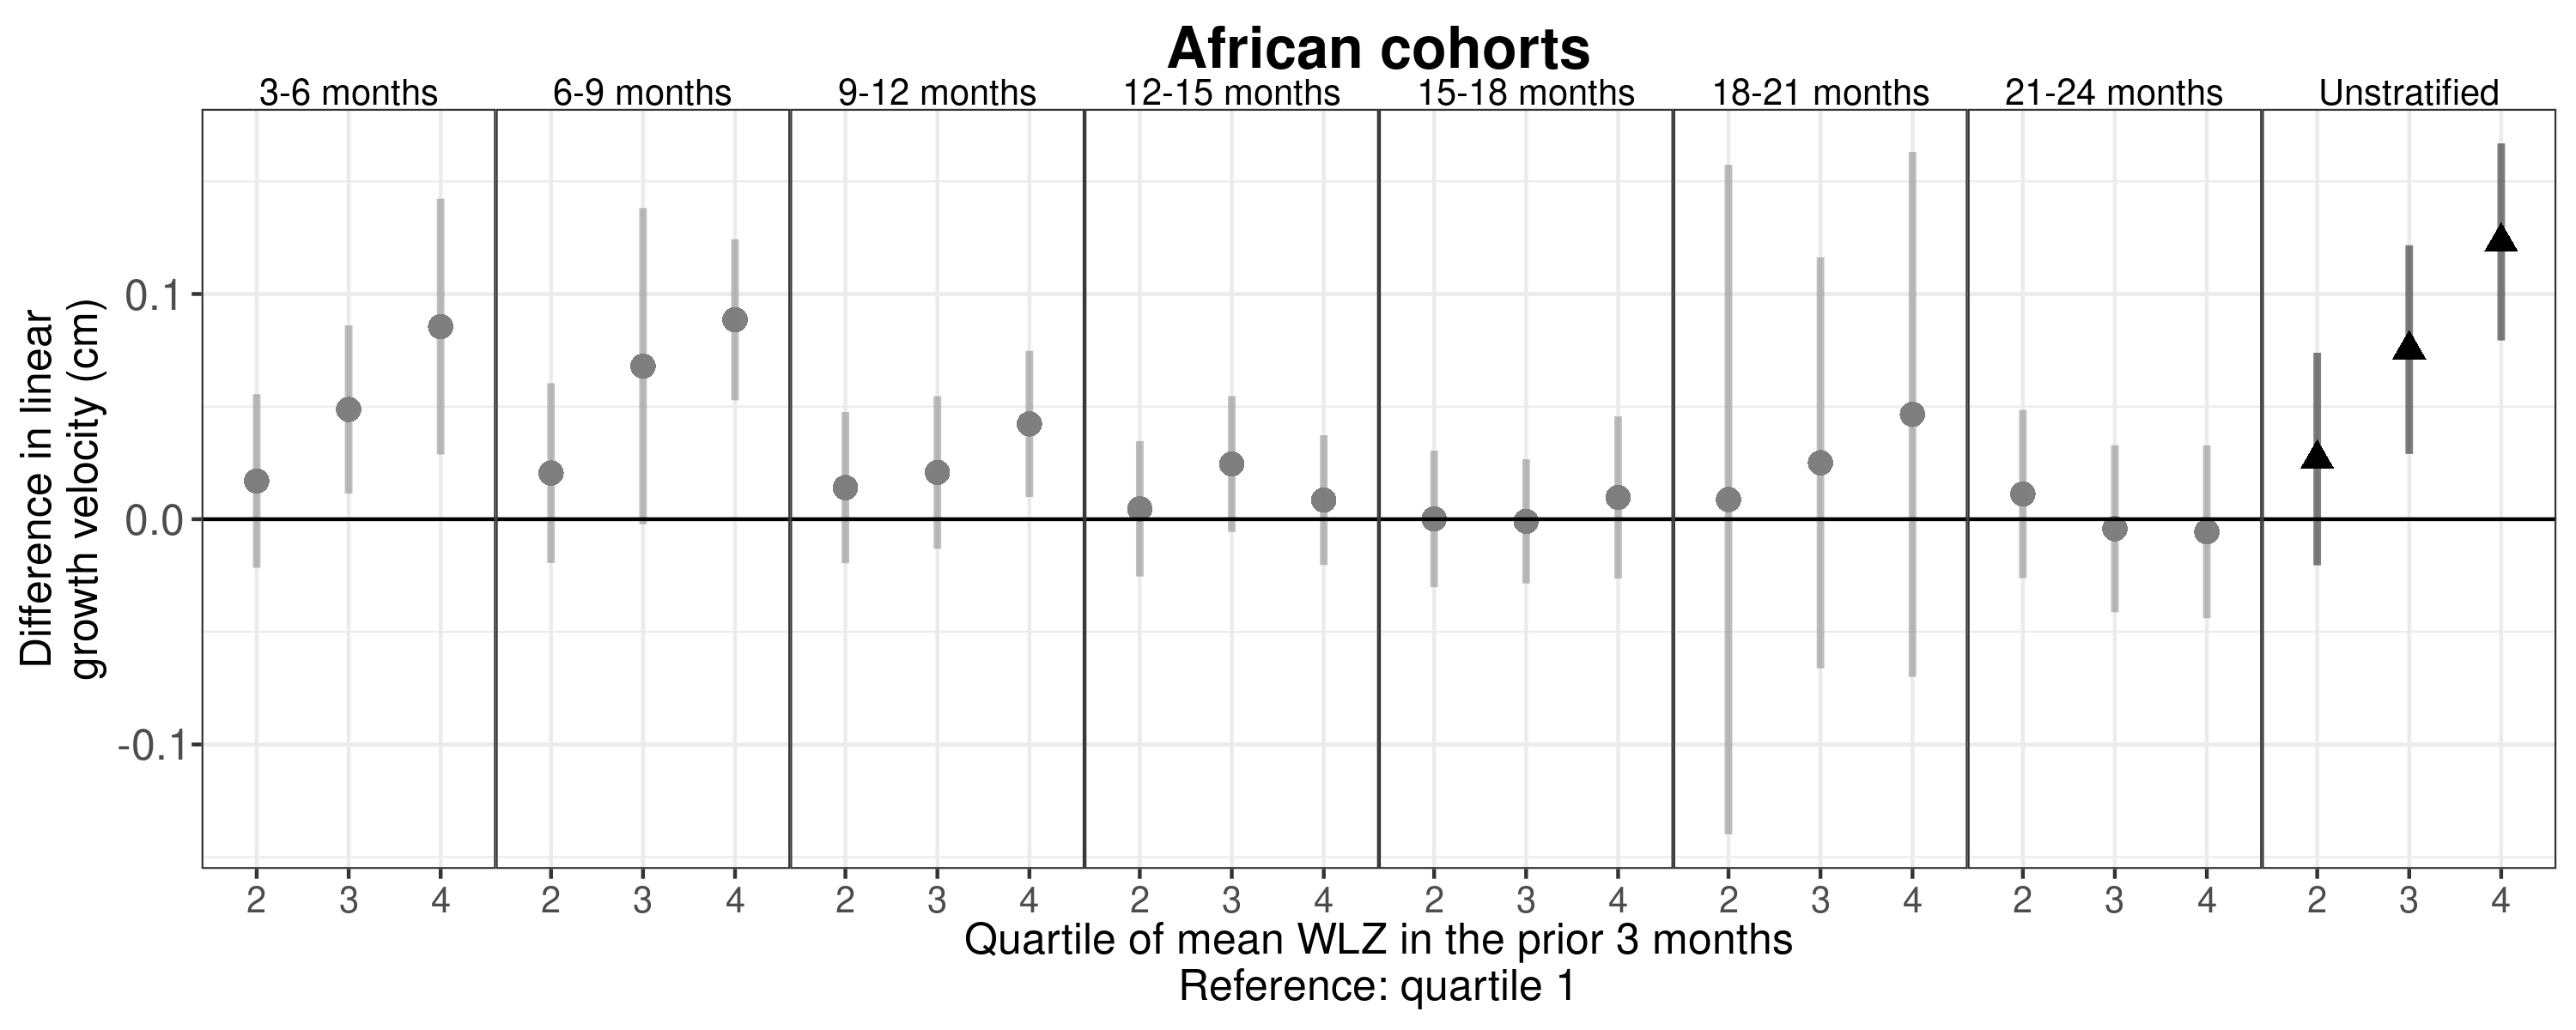 African cohorts
3-6 months 6-9 months 9-12 months 12-15 months 15-18 months 18-21 months 21-24 months Unstratified
Difference in linear
growth velocity (cm)
0.1
0.0
-0.1
2 3 4 2 3 4 2 3 4 2 3 4 2 3 4 2 3 4 2 3 4 2 3 4
Quartile of mean WLZ in the prior 3 months
Reference: quartile 1